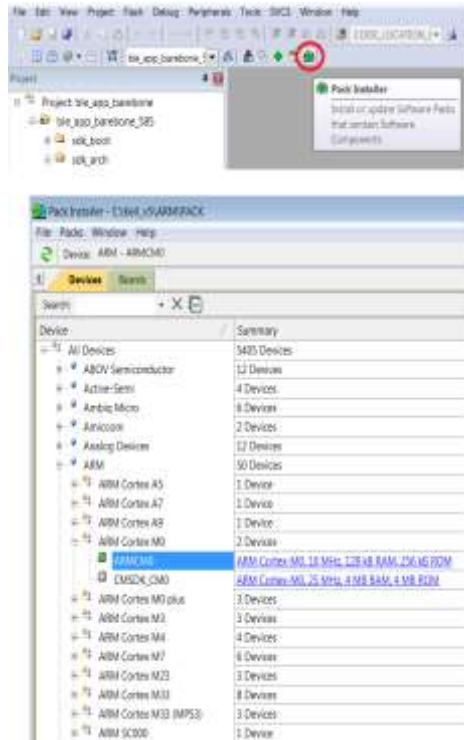 File Edit View Project Flash Debug Peripherals Tools SVCS Window Help
CODE_LOCATION
ble_app_barebone
Project
Project: ble_app_barebone
ble_app_barebone_585
sdk_boot
sdk_arch
Pack Installer
Install or update Software Packs
that contain Software
Components
Pack Installer - C:\Keil_v5\ARM\PACK
File Packs Window Help
Device: ARM - ARMCM0
Devices Boards
Search:
Device Summary
All Devices 5405 Devices
ABOV Semiconductor 12 Devices
Active-Semi 4 Devices
Ambiq Micro 6 Devices
Amiccom 2 Devices
Analog Devices 12 Devices
ARM 50 Devices
ARM Cortex A5 1 Device
ARM Cortex A7 1 Device
ARM Cortex A9 1 Device
ARM Cortex M0 2 Devices
ARMCM0 ARM Cortex-M0, 10 MHz, 128 kB RAM, 256 kB ROM
CMSDK_CM0 ARM Cortex-M0, 25 MHz, 4 MB RAM, 4 MB ROM
ARM Cortex M0 plus 3 Devices
ARM Cortex M3 3 Devices
ARM Cortex M4 4 Devices
ARM Cortex M7 6 Devices
ARM Cortex M23 3 Devices
ARM Cortex M33 8 Devices
ARM Cortex M33 (MPS3) 3 Devices
ARM SC000 1 Device